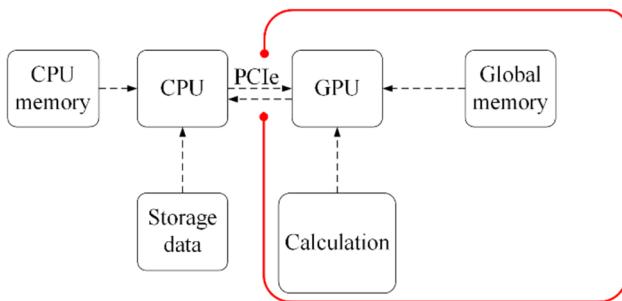 CPU
memory
CPU
PCIe
GPU
Global
memory
Storage
data
Calculation